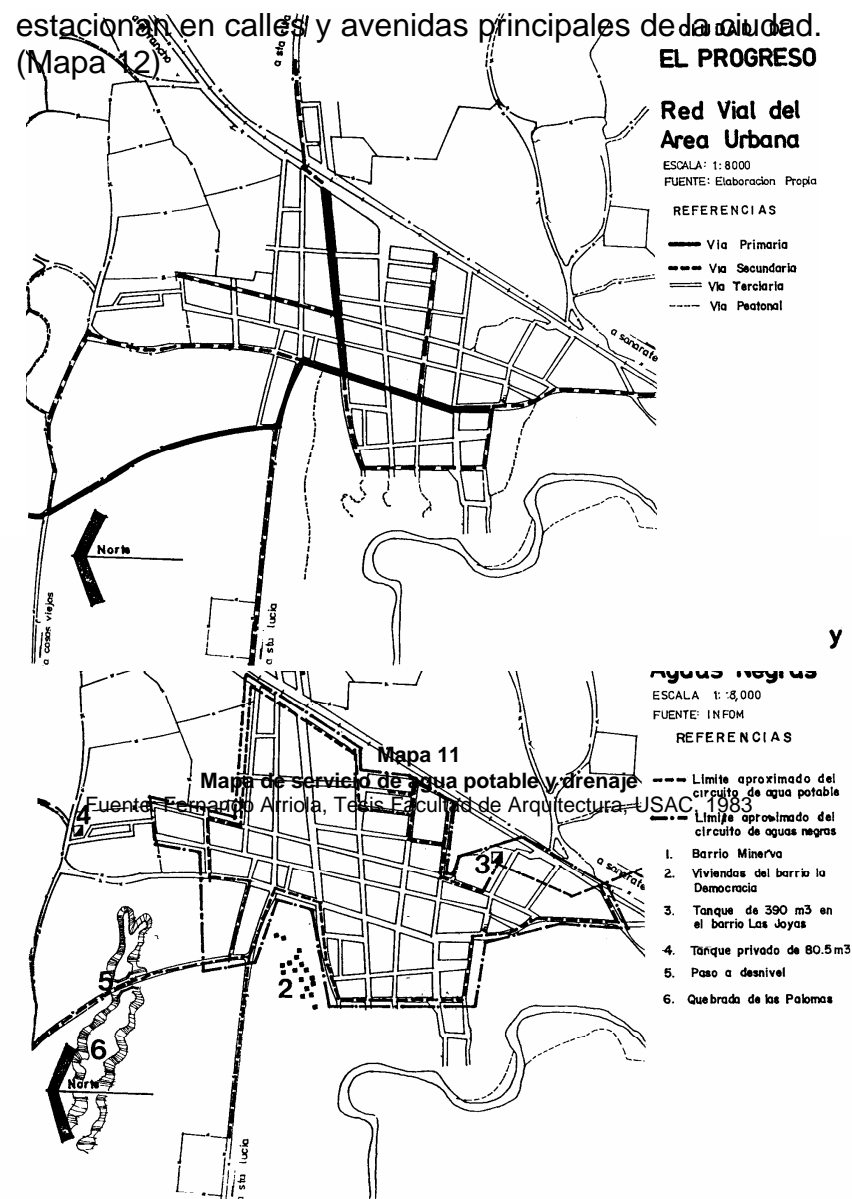 estacionan en calles y avenidas principales de la ciudad.
(Mapa 12)
CIUDAD DE
EL PROGRESO
Red Vial del
Area Urbana
ESCALA: 1:8000
FUENTE: Elaboracion Propia
REFERENCIAS
Via Primaria
Via Secundaria
Via Terciaria
Via Peatonal
a sanarate
Norte
a casas viejas
a sta lucia
y
Aguas Negras
ESCALA 1:8,000
FUENTE: INFOM
REFERENCIAS
Mapa 11
Mapa de servicio de agua potable y drenaje
Fuente: Fernando Arriola, Tesis Facultad de Arquitectura, USAC, 1983
Limite aproximado del
circuito de agua potable
Limite aproximado del
circuito de aguas negras
1. Barrio Minerva
2. Viviendas del barrio la
Democracia
3. Tanque de 390 m3 en
el barrio Las Joyas
4. Tanque privado de 80.5 m3
5. Paso a desnivel
6. Quebrada de las Palomas
4
3
a sanarate
5
2
6
Norte
sta lucia